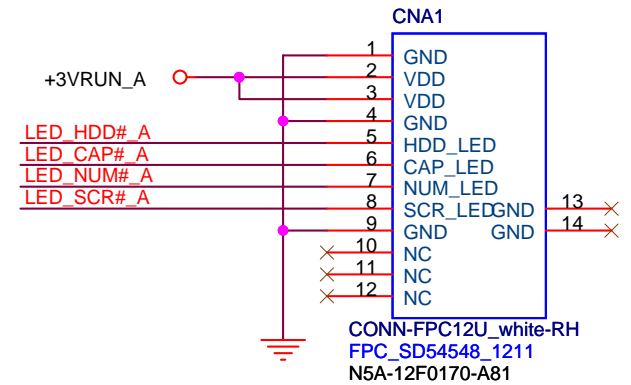 CNA1
+3VRUN_A
1 GND
2 VDD
3 VDD
4 GND
LED_HDD#_A 5 HDD_LED
LED_CAP#_A 6 CAP_LED
LED_NUM#_A 7 NUM_LED
LED_SCR#_A 8 SCR_LED GND 13
9 GND GND 14
10 NC
11 NC
12 NC
CONN-FPC12U_white-RH
FPC_SD54548_1211
N5A-12F0170-A81